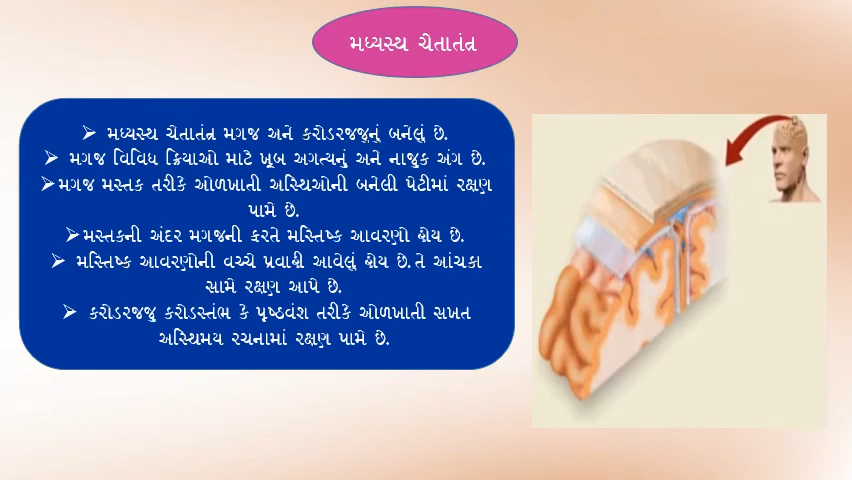 મધ્યસ્થ ચેતાતંત્ર
➢ મધ્યસ્થ ચેતાતંત્ર મગજ અને કરોડરજજૂનું બનેલું છે.
➢ મગજ વિવિધ ક્રિયાઓ માટે ખૂબ અગત્યનું અને નાજુક અંગ છે.
➢મગજ મસ્તક તરીકે ઓળખાતી અસ્થિઓની બનેલી પેટીમાં રક્ષણ
પામે છે.
➢મસ્તકની અંદર મગજની ફરતે મસ્તિષ્ક આવરણો હોય છે.
➢ મસ્તિષ્ક આવરણોની વચ્ચે પ્રવાહી આવેલું હોય છે. તે આંચકા
સામે રક્ષણ આપે છે.
➢ કરોડરજજુ કરોડસ્તંભ કે પૃષ્ઠવંશ તરીકે ઓળખાતી સખત
અસ્થિમય રચનામાં રક્ષણ પામે છે.